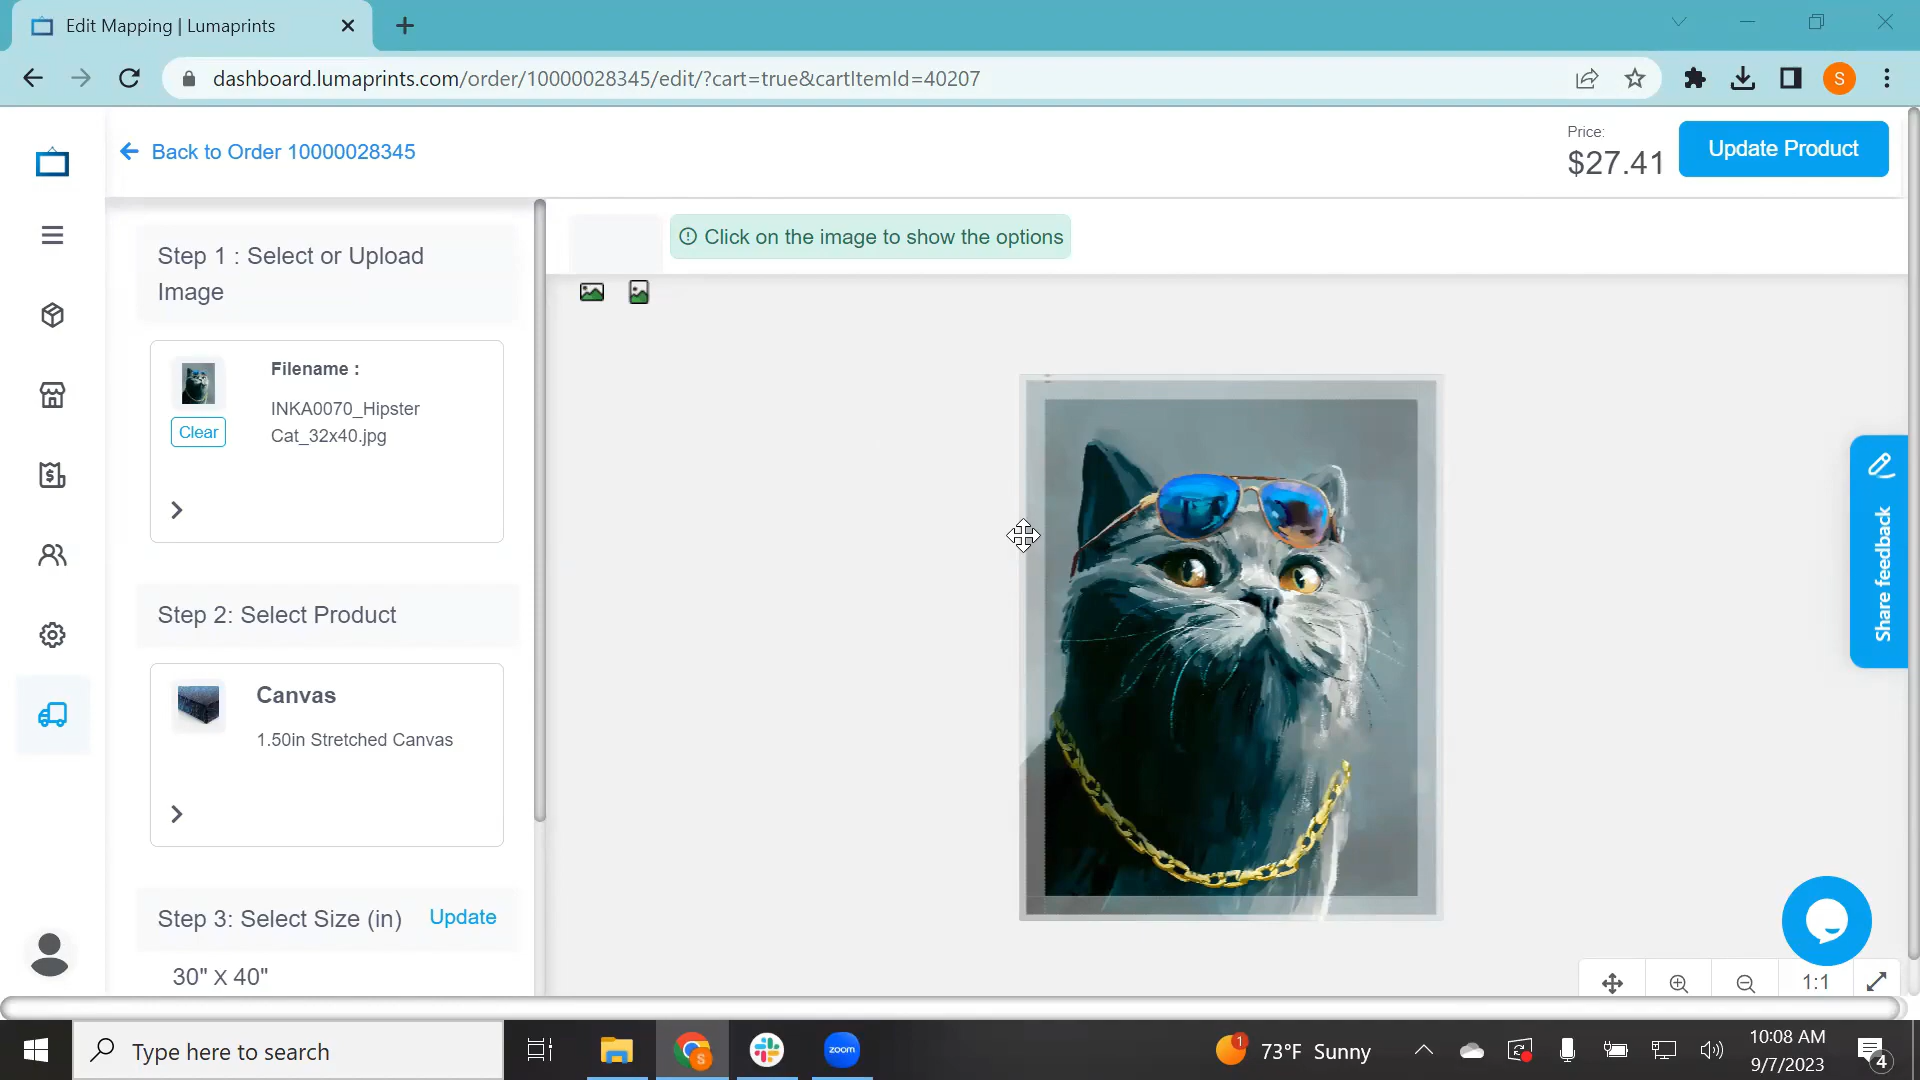 Edit Mapping | Lumaprints
dashboard.lumaprints.com/order/10000028345/edit/?cart=true&cartItemId=40207
S
Back to Order 10000028345
Price:
$27.41
Update Product
Step 1 : Select or Upload
Image
Click on the image to show the options
Filename :
INKA0070_Hipster
Cat_32x40.jpg
Clear
Share feedback
Step 2: Select Product
Canvas
1.50in Stretched Canvas
Step 3: Select Size (in)
Update
30" X 40"
1:1
Type here to search
S
zoom
1
73°F Sunny
10:08 AM
9/7/2023
4